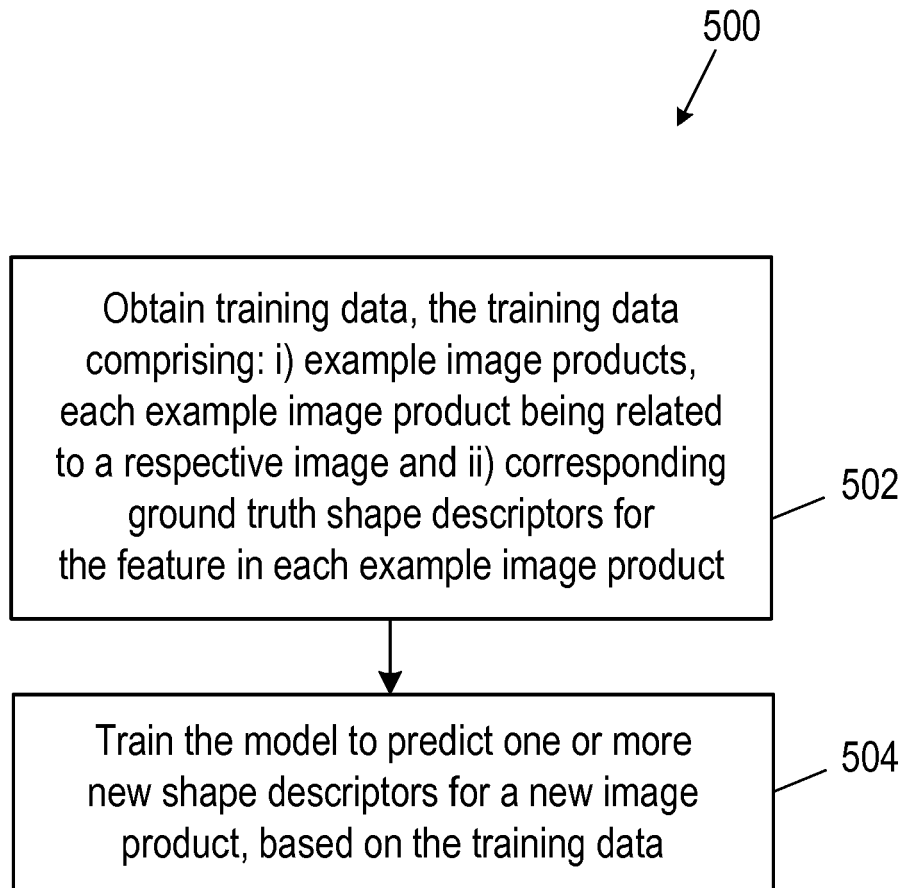 500
Obtain training data, the training data
comprising: i) example image products,
each example image product being related
to a respective image and ii) corresponding
ground truth shape descriptors for
the feature in each example image product
502
Train the model to predict one or more
new shape descriptors for a new image
product, based on the training data
504